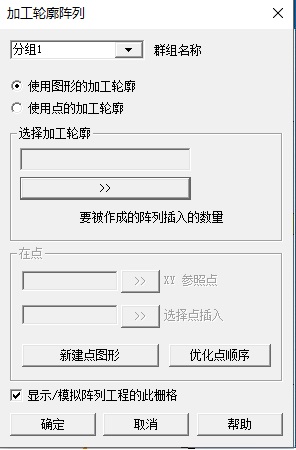 加工轮廓阵列
分组1 群组名称
使用图形的加工轮廓
使用点的加工轮廓
选择加工轮廓
>>
要被作成的阵列插入的数量
在点
>> XY 参照点
>> 选择点插入
新建点图形 优化点顺序
显示/模拟阵列工程的此栅格
确定 取消 帮助